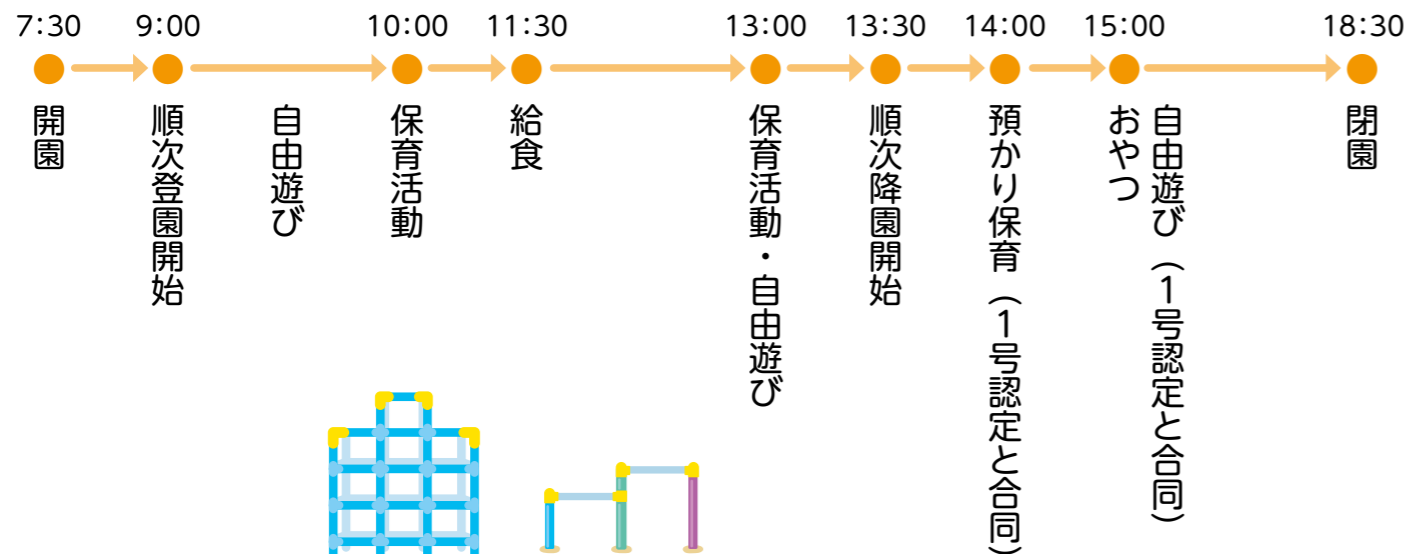 7:30
開園
9:00
順次登園開始
自由遊び
10:00
保育活動
11:30
給食
13:00
保育活動・自由遊び
13:30
順次降園開始
14:00
預かり保育（1号認定と合同）
15:00
おやつ
自由遊び（1号認定と合同）
18:30
閉園